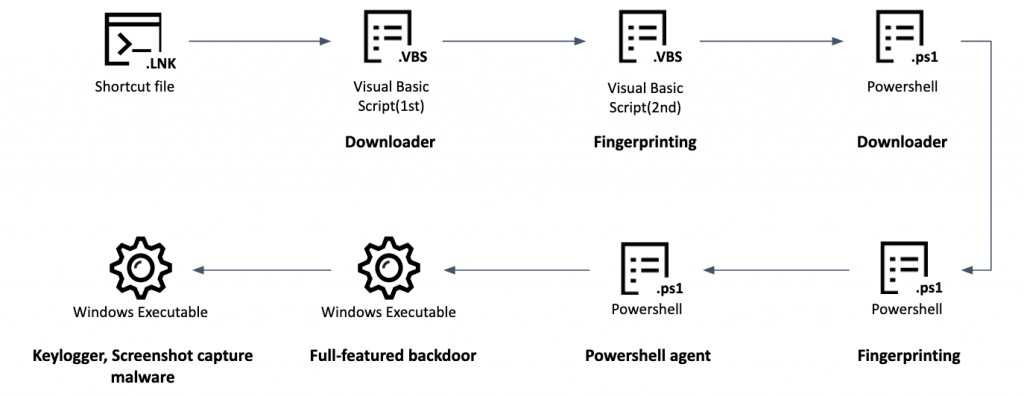 .LNK
Shortcut file
.VBS
Visual Basic
Script(1st)
Downloader
.VBS
Visual Basic
Script(2nd)
Fingerprinting
.ps1
Powershell
Downloader
Windows Executable
Keylogger, Screenshot capture
malware
Windows Executable
Full-featured backdoor
.ps1
Powershell
Powershell agent
.ps1
Powershell
Fingerprinting